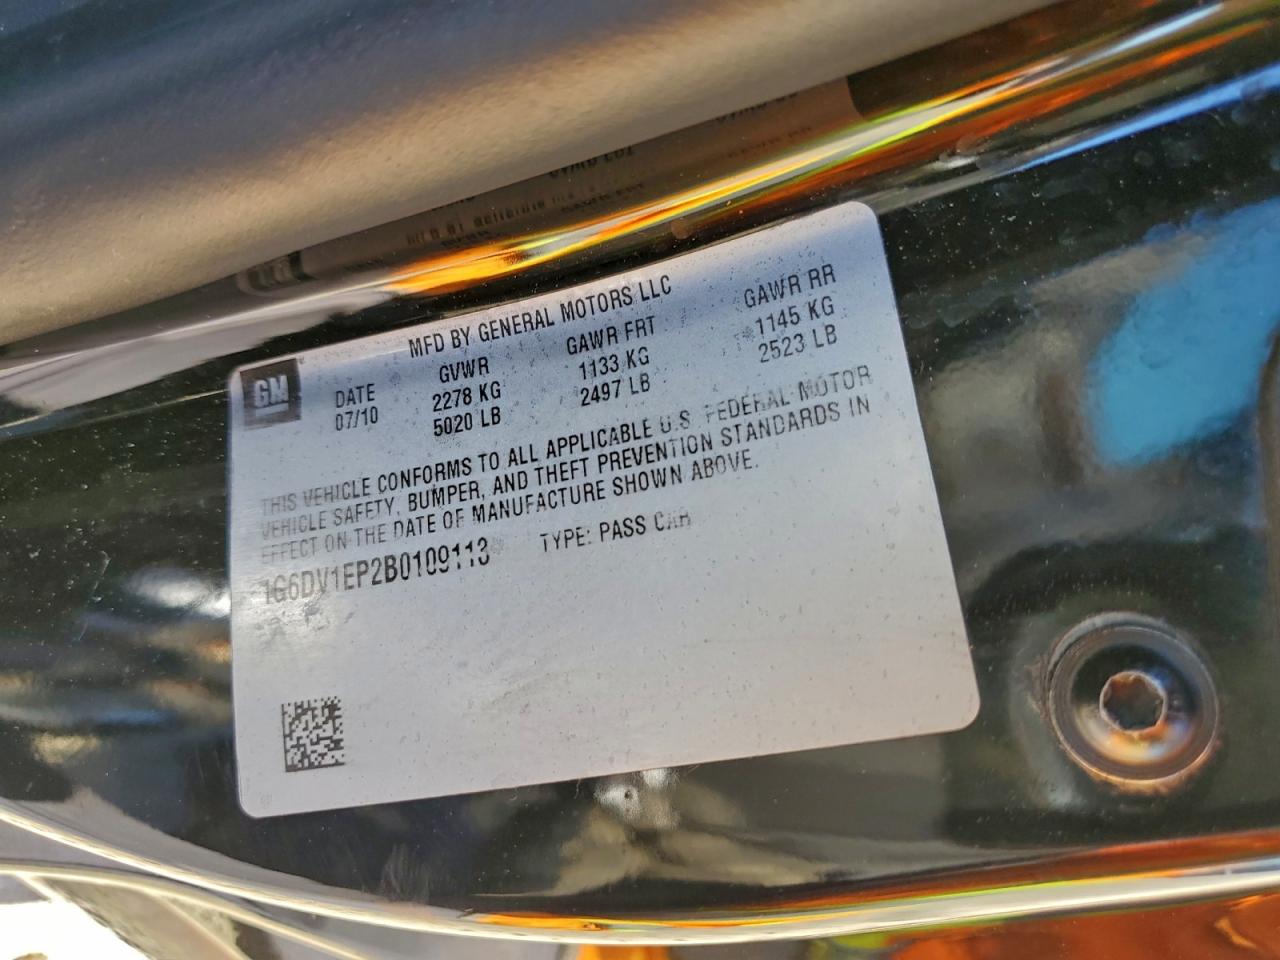 MFD BY GENERAL MOTORS LLC
GM
DATE GVWR GAWR FRT GAWR RR
07/10 2278 KG 1133 KG 1145 KG
5020 LB 2497 LB 2523 LB
THIS VEHICLE CONFORMS TO ALL APPLICABLE U.S. FEDERAL MOTOR
VEHICLE SAFETY, BUMPER, AND THEFT PREVENTION STANDARDS IN
EFFECT ON THE DATE OF MANUFACTURE SHOWN ABOVE.
1G6DV1EP2B0109113 TYPE: PASS CAR